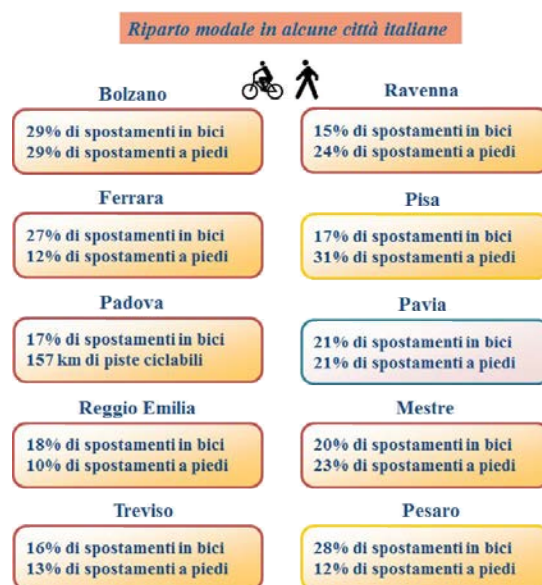 Riparto modale in alcune città italiane
Bolzano
29% di spostamenti in bici
29% di spostamenti a piedi
Ravenna
15% di spostamenti in bici
24% di spostamenti a piedi
Ferrara
27% di spostamenti in bici
12% di spostamenti a piedi
Pisa
17% di spostamenti in bici
31% di spostamenti a piedi
Padova
17% di spostamenti in bici
157 km di piste ciclabili
Pavia
21% di spostamenti in bici
21% di spostamenti a piedi
Reggio Emilia
18% di spostamenti in bici
10% di spostamenti a piedi
Mestre
20% di spostamenti in bici
23% di spostamenti a piedi
Treviso
16% di spostamenti in bici
13% di spostamenti a piedi
Pesaro
28% di spostamenti in bici
12% di spostamenti a piedi